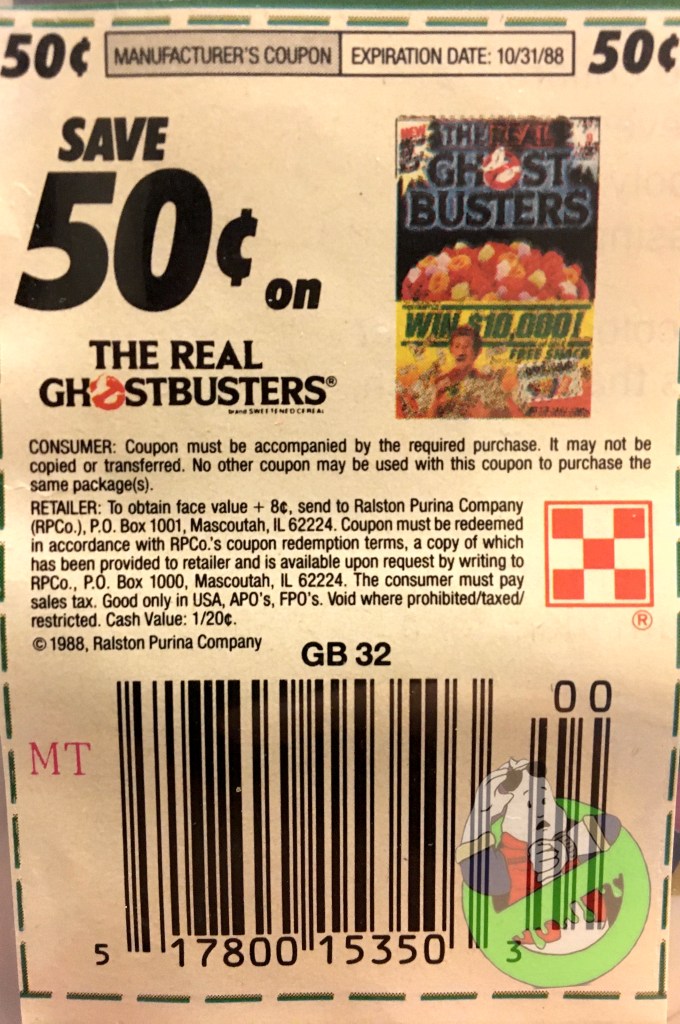 50¢ MANUFACTURER'S COUPON EXPIRATION DATE: 10/31/88 50¢
SAVE
50¢ on
THE REAL
GHOSTBUSTERS®
Brand SWEETENED CEREAL
NEW
THE REAL
GHOST
BUSTERS
WIN $10,000!
FREE SNACK
CONSUMER: Coupon must be accompanied by the required purchase. It may not be
copied or transferred. No other coupon may be used with this coupon to purchase the
same package(s).
RETAILER: To obtain face value + 8¢, send to Ralston Purina Company
(RPCo.), P.O. Box 1001, Mascoutah, IL 62224. Coupon must be redeemed
in accordance with RPCo.'s coupon redemption terms, a copy of which
has been provided to retailer and is available upon request by writing to
RPCo., P.O. Box 1000, Mascoutah, IL 62224. The consumer must pay
sales tax. Good only in USA, APO's, FPO's. Void where prohibited/taxed/
restricted. Cash Value: 1/20¢.
© 1988, Ralston Purina Company
®
GB 32
00
MT
5 17800 15350 3